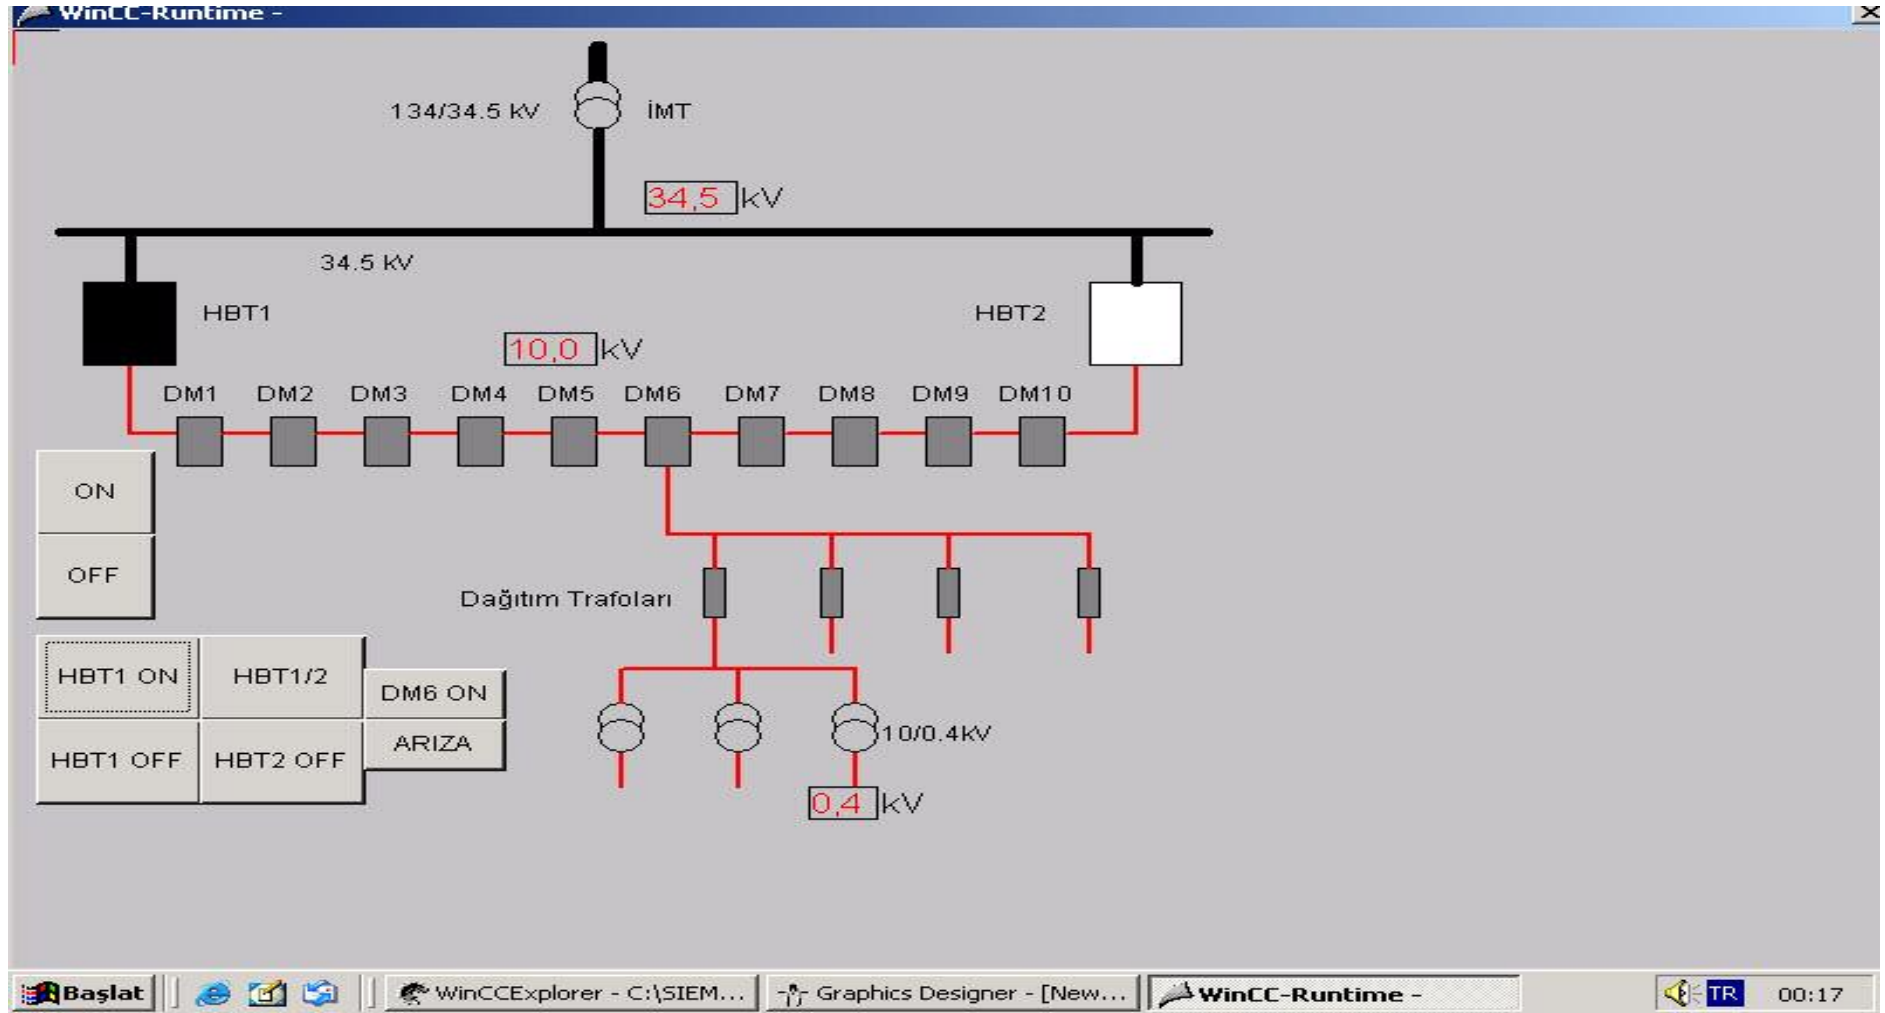 WinCC-Runtime -
134/34.5 kV
İMT
34,5 kV
34.5 kV
HBT1
HBT2
10,0 kV
DM1 DM2 DM3 DM4 DM5 DM6 DM7 DM8 DM9 DM10
ON
OFF
Dağıtım Trafoları
HBT1 ON
HBT1/2
DM6 ON
HBT1 OFF
HBT2 OFF
ARIZA
10/0.4kV
0,4 kV
Başlat
WinCCExplorer - C:\SIEM...
Graphics Designer - [New...
WinCC-Runtime -
TR
00:17